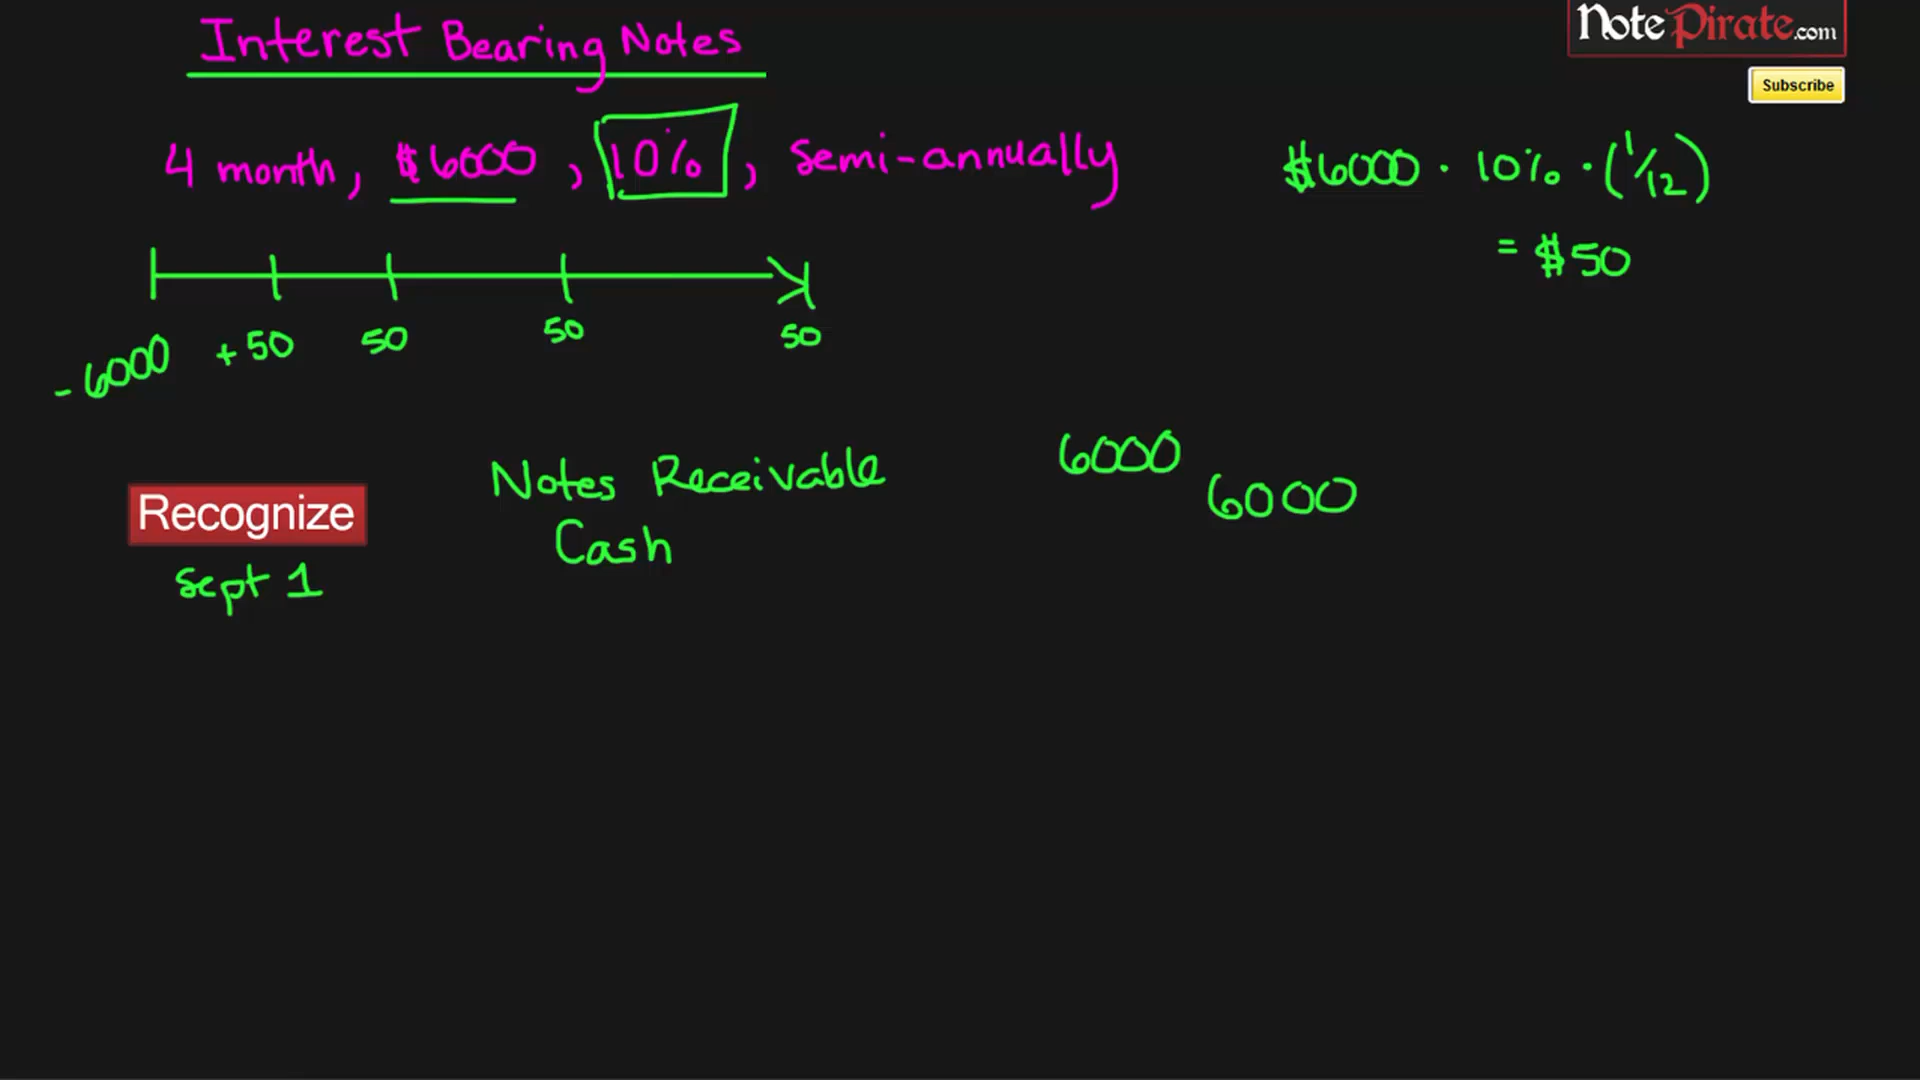 Interest Bearing Notes
NotePirate.com
Subscribe
4 month, $6000, 10%, semi-annually
$6000 · 10% · (1/12)
= $50
- 6000 +50 50 50 50
Notes Receivable 6000
Cash 6000
Recognize
Sept 1